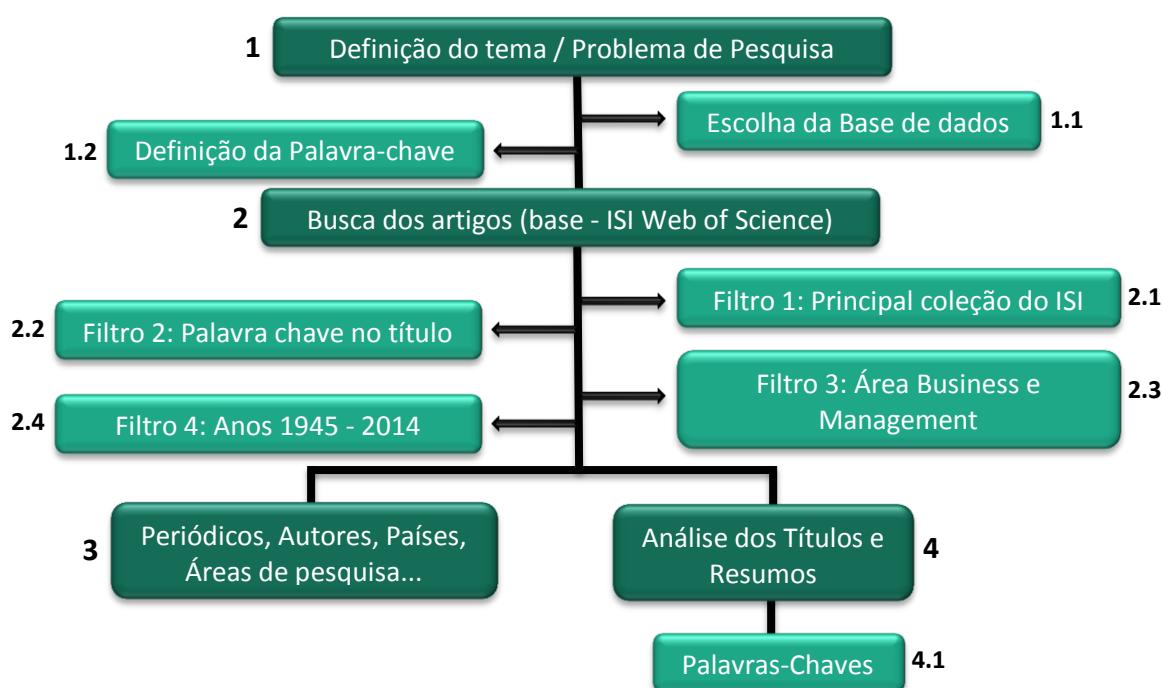 1
Definição do tema / Problema de Pesquisa
Escolha da Base de dados
1.1
1.2
Definição da Palavra-chave
2
Busca dos artigos (base - ISI Web of Science)
Filtro 1: Principal coleção do ISI
2.1
2.2
Filtro 2: Palavra chave no título
Filtro 3: Área Business e
Management
2.3
2.4
Filtro 4: Anos 1945 - 2014
3
Periódicos, Autores, Países,
Áreas de pesquisa...
Análise dos Títulos e
Resumos
4
Palavras-Chaves
4.1